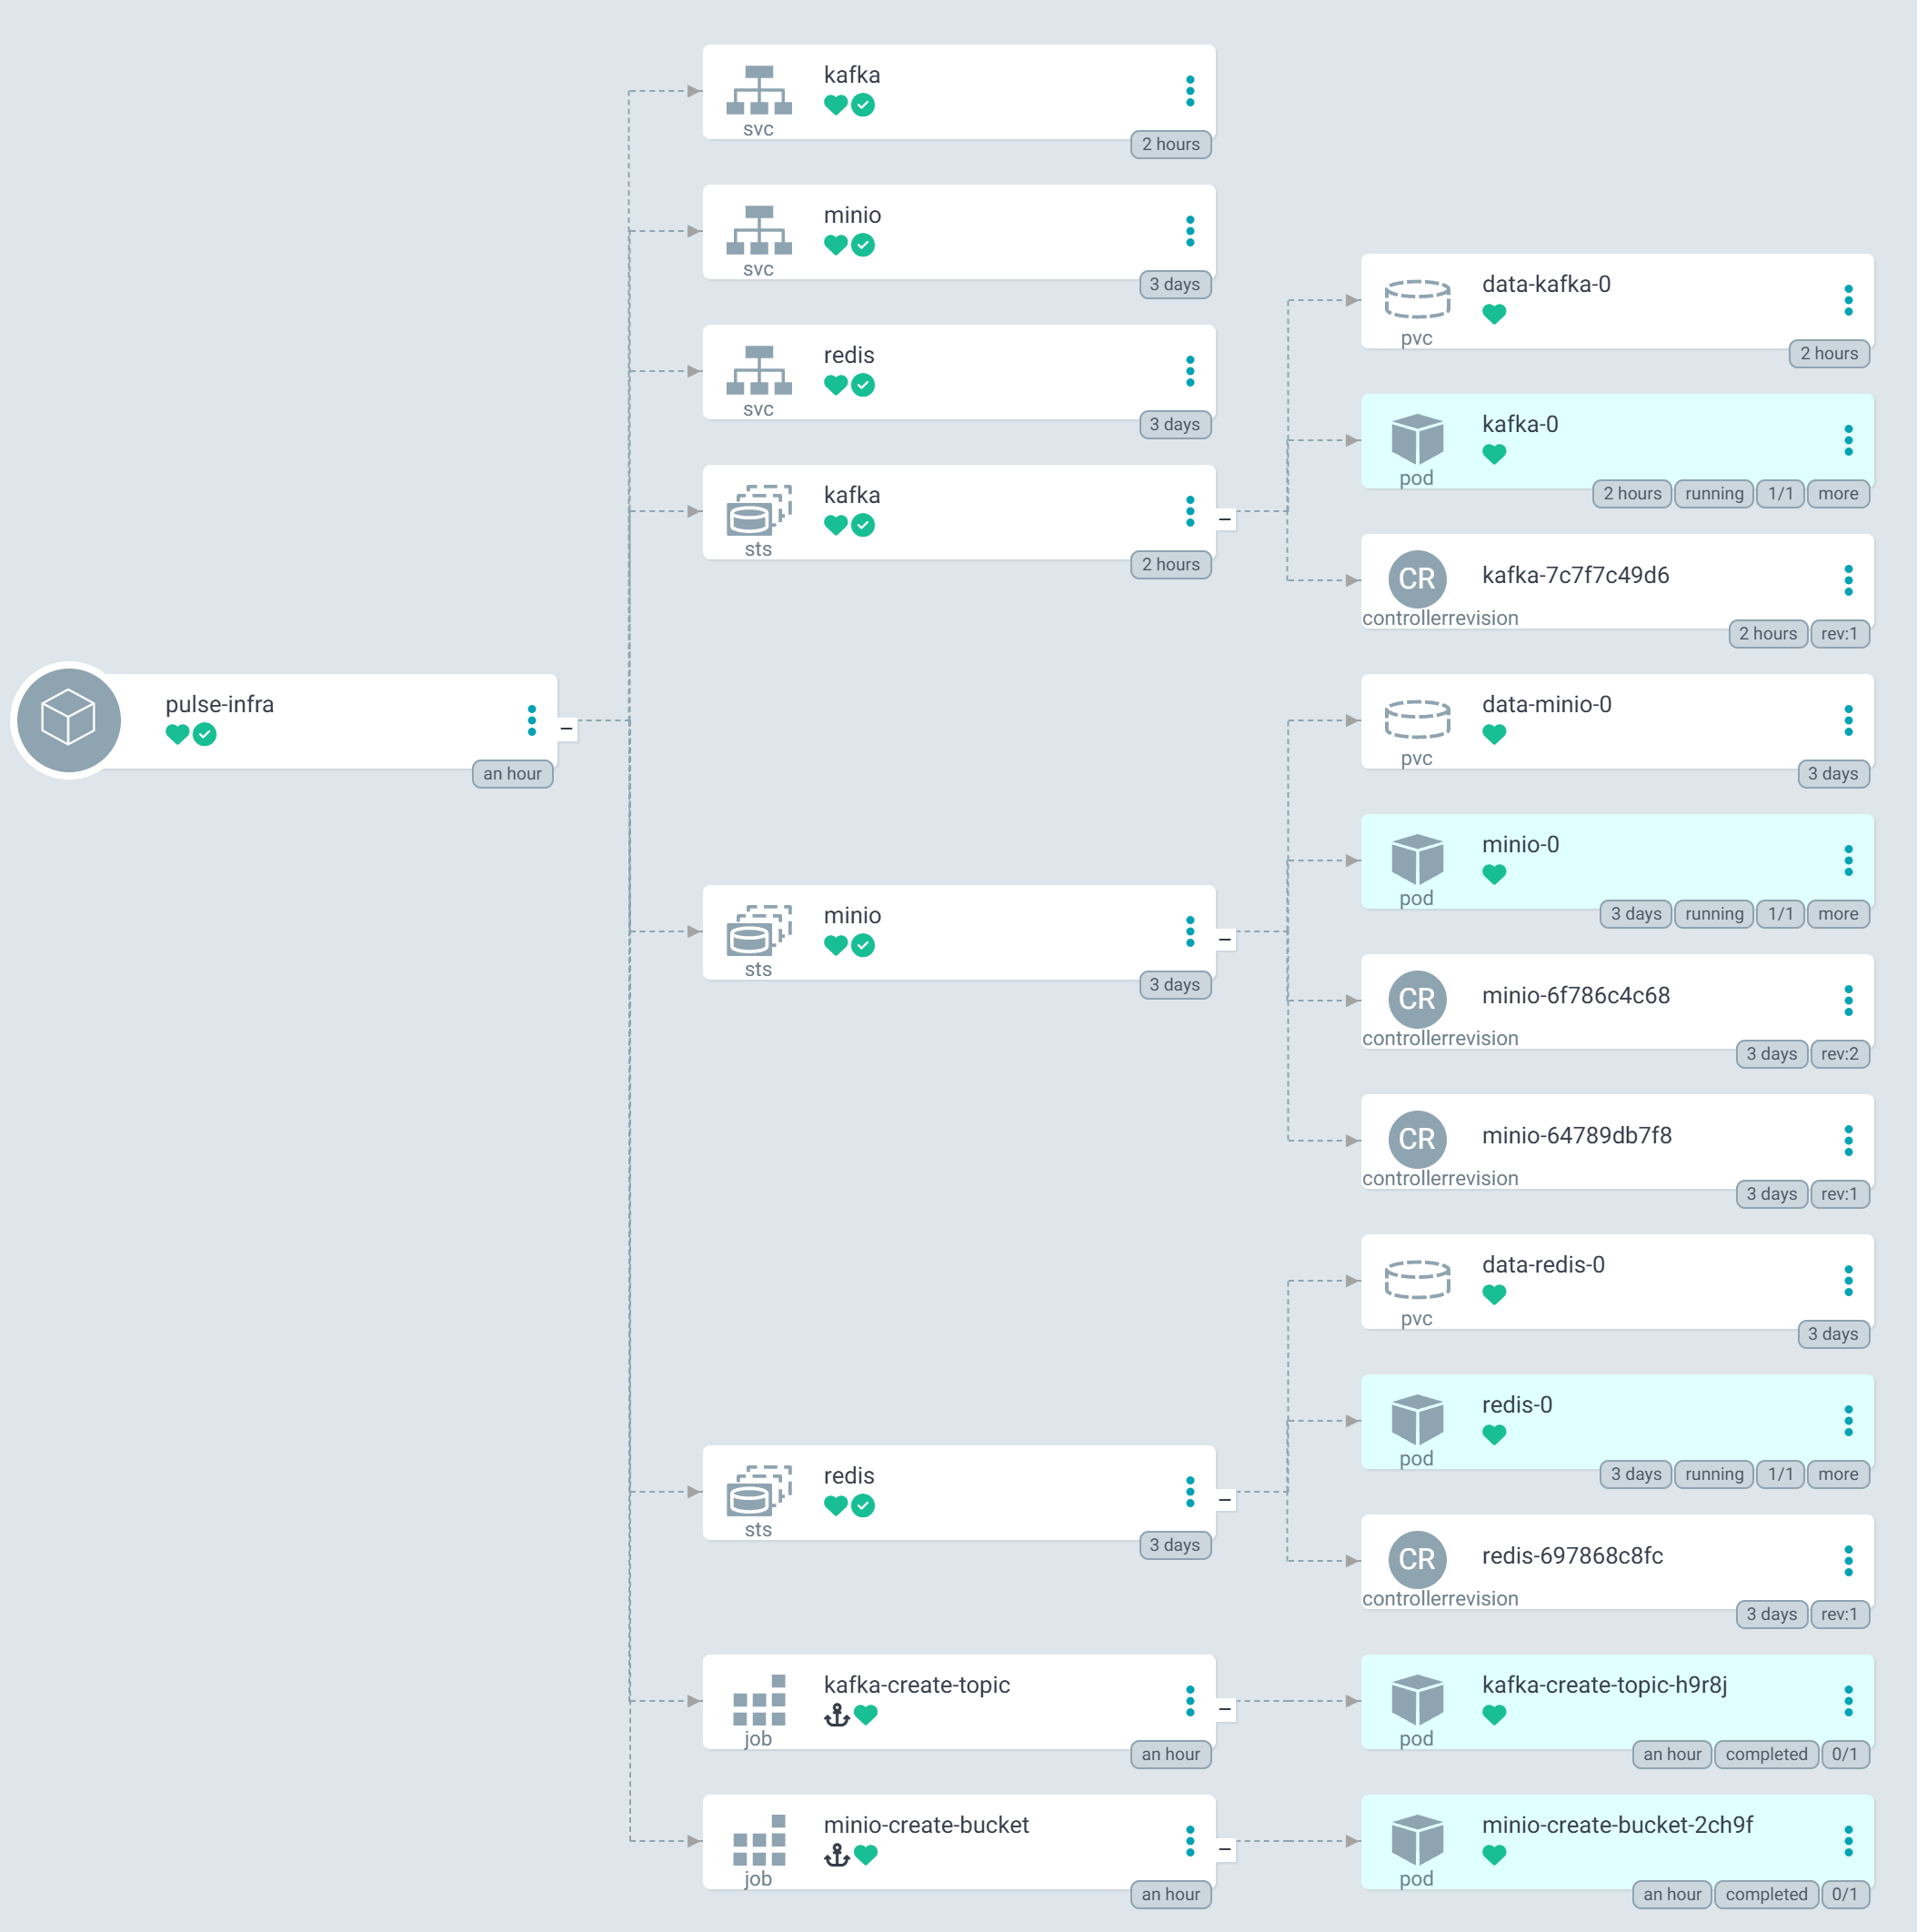 pulse-infra
an hour
kafka
svc
2 hours
minio
svc
3 days
redis
svc
3 days
kafka
sts
2 hours
data-kafka-0
pvc
2 hours
kafka-0
pod
2 hours running 1/1 more
CR kafka-7c7f7c49d6
controllerrevision
2 hours rev:1
minio
sts
3 days
data-minio-0
pvc
3 days
minio-0
pod
3 days running 1/1 more
CR minio-6f786c4c68
controllerrevision
3 days rev:2
CR minio-64789db7f8
controllerrevision
3 days rev:1
redis
sts
3 days
data-redis-0
pvc
3 days
redis-0
pod
3 days running 1/1 more
CR redis-697868c8fc
controllerrevision
3 days rev:1
kafka-create-topic
job
an hour
kafka-create-topic-h9r8j
pod
an hour completed 0/1
minio-create-bucket
job
an hour
minio-create-bucket-2ch9f
pod
an hour completed 0/1